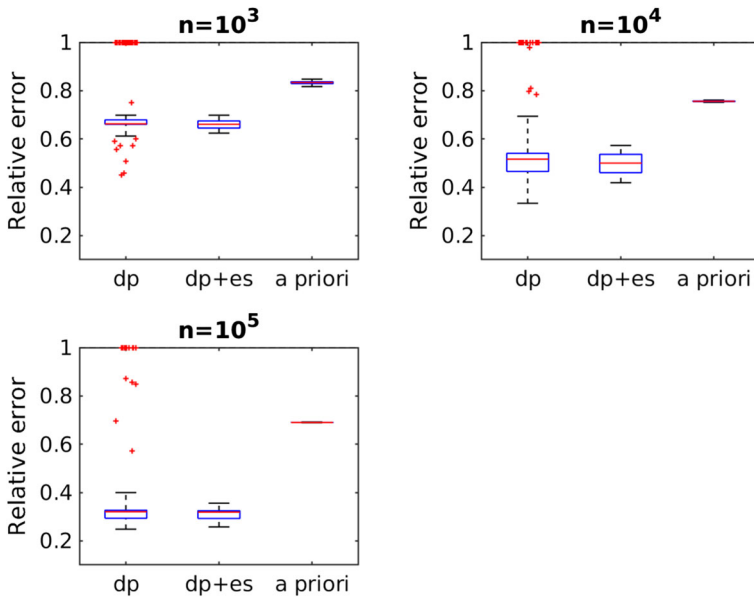 n=10³
n=10⁴
1
0.8
0.6
0.4
0.2
Relative error
dp dp+es a priori
1
0.8
0.6
0.4
0.2
Relative error
dp dp+es a priori
n=10⁵
1
0.8
0.6
0.4
0.2
Relative error
dp dp+es a priori